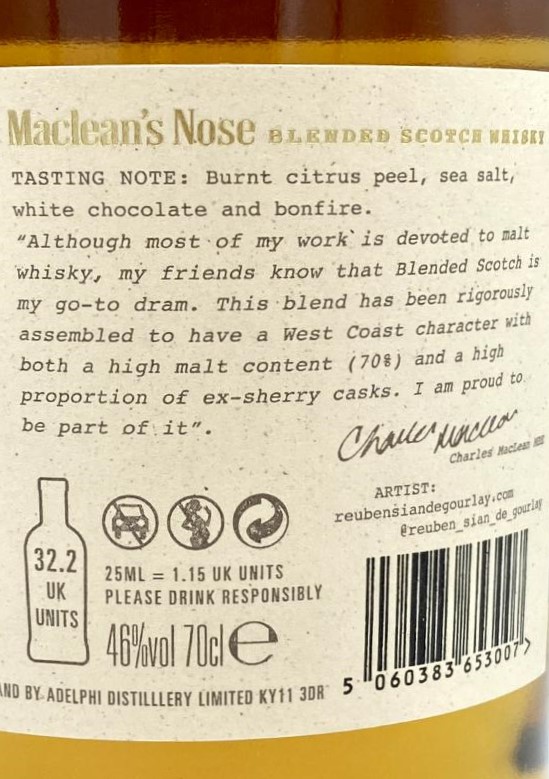 Maclean's Nose BLENDED SCOTCH WHISKY
TASTING NOTE: Burnt citrus peel, sea salt,
white chocolate and bonfire.
"Although most of my work is devoted to malt
whisky, my friends know that Blended Scotch is
my go-to dram. This blend has been rigorously
assembled to have a West Coast character with
both a high malt content (70%) and a high
proportion of ex-sherry casks. I am proud to
be part of it".
Charles Maclean
Charles MacLean MBE
ARTIST:
reubensiandegourlay.com
@reuben_sian_de_gourlay
32.2
UK
UNITS
25ML = 1.15 UK UNITS
PLEASE DRINK RESPONSIBLY
46%vol 70cl e
AND BY ADELPHI DISTILLLERY LIMITED KY11 3DR
5 060383 653007 >